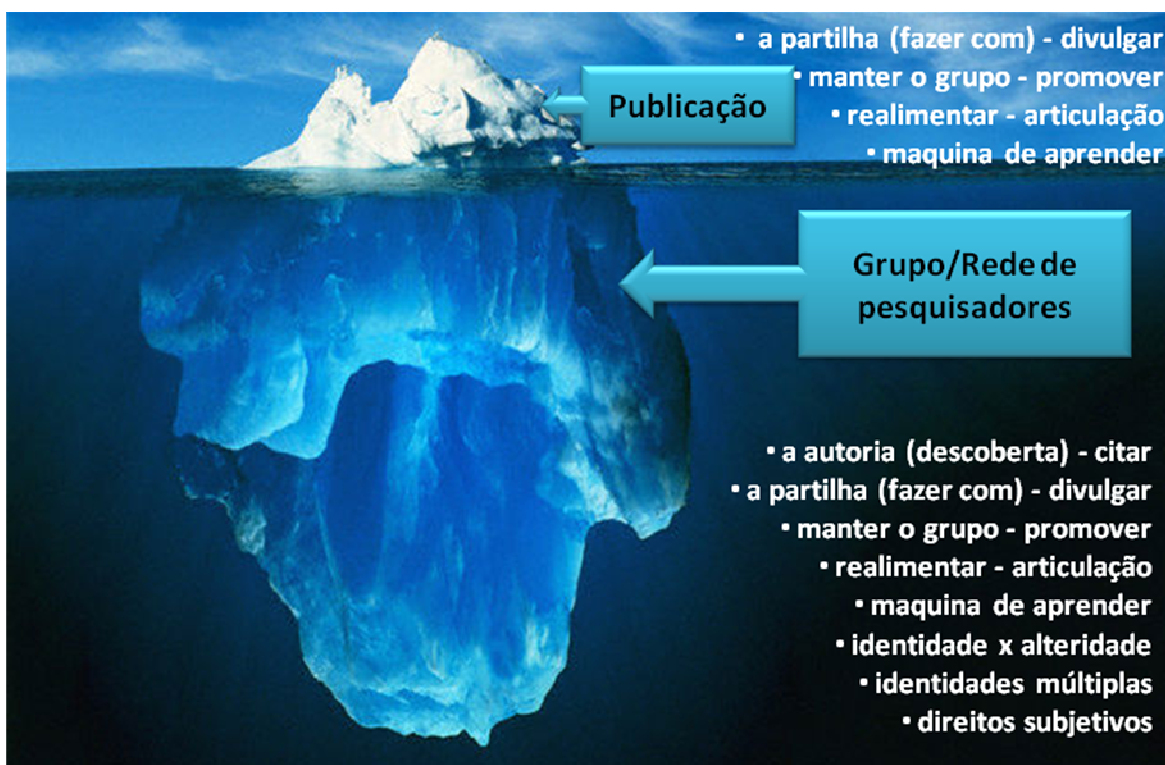 • a partilha (fazer com) - divulgar
• manter o grupo - promover
• realimentar - articulação
• maquina de aprender
Publicação
Grupo/Rede de
pesquisadores
• a autoria (descoberta) - citar
• a partilha (fazer com) - divulgar
• manter o grupo - promover
• realimentar - articulação
• maquina de aprender
• identidade x alteridade
• identidades múltiplas
• direitos subjetivos